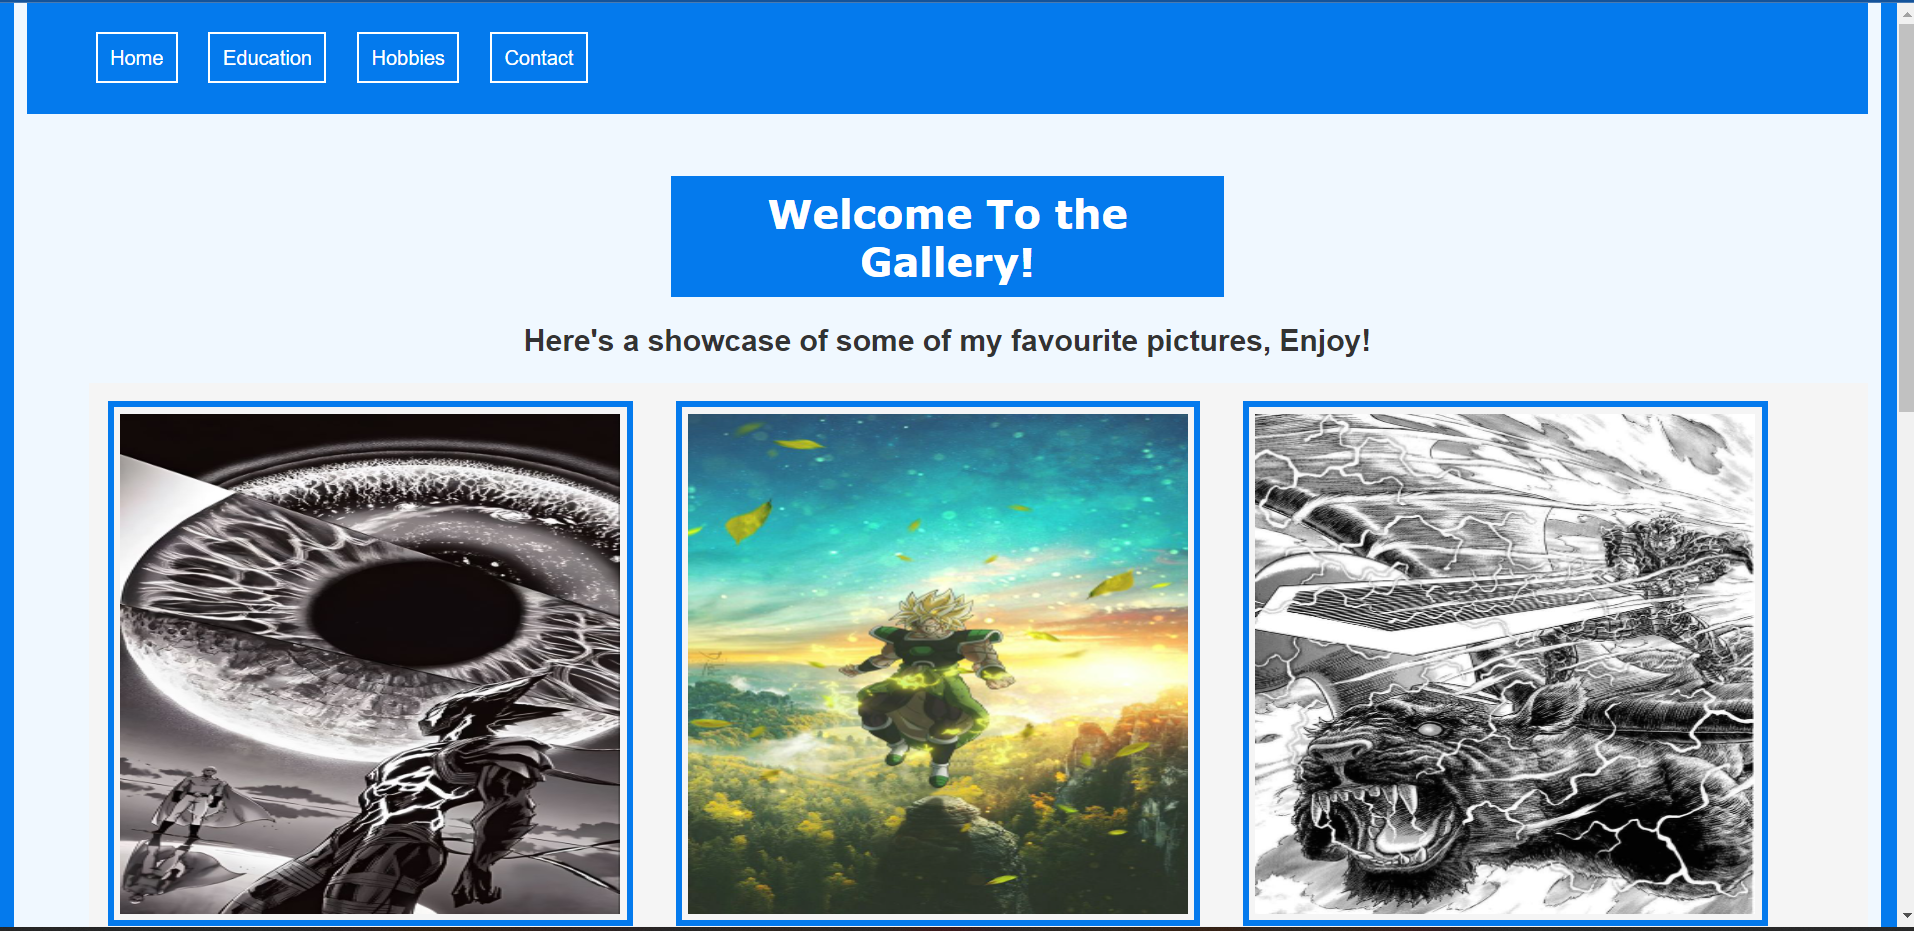 Home Education Hobbies Contact
Welcome To the
Gallery!
Here's a showcase of some of my favourite pictures, Enjoy!